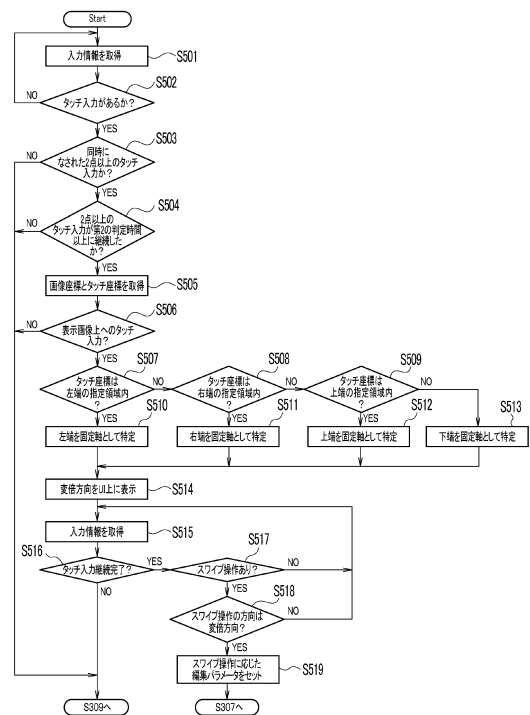 Start
入力情報を取得
S501
S502
タッチ入力があるか？
NO
YES
S503
同時に
なされた2点以上のタッチ
入力か？
NO
YES
S504
2点以上の
タッチ入力が第2の判定時間
以上に継続した
か？
NO
YES
S505
画像座標とタッチ座標を取得
S506
表示画像上へのタッチ
入力？
NO
YES
S507
タッチ座標は
左端の指定領域内
？
NO
YES
S508
タッチ座標は
右端の指定領域内
？
NO
YES
S509
タッチ座標は
上端の指定領域内
？
NO
YES
S510
左端を固定軸として特定
S511
右端を固定軸として特定
S512
上端を固定軸として特定
S513
下端を固定軸として特定
変倍方向をUI上に表示
S514
入力情報を取得
S515
S516
タッチ入力継続完了？
YES
NO
S517
スワイプ操作あり？
NO
YES
S518
スワイプ操作の方向は
変倍方向？
NO
YES
スワイプ操作に応じた
編集パラメータをセット
S519
S309へ
S307へ